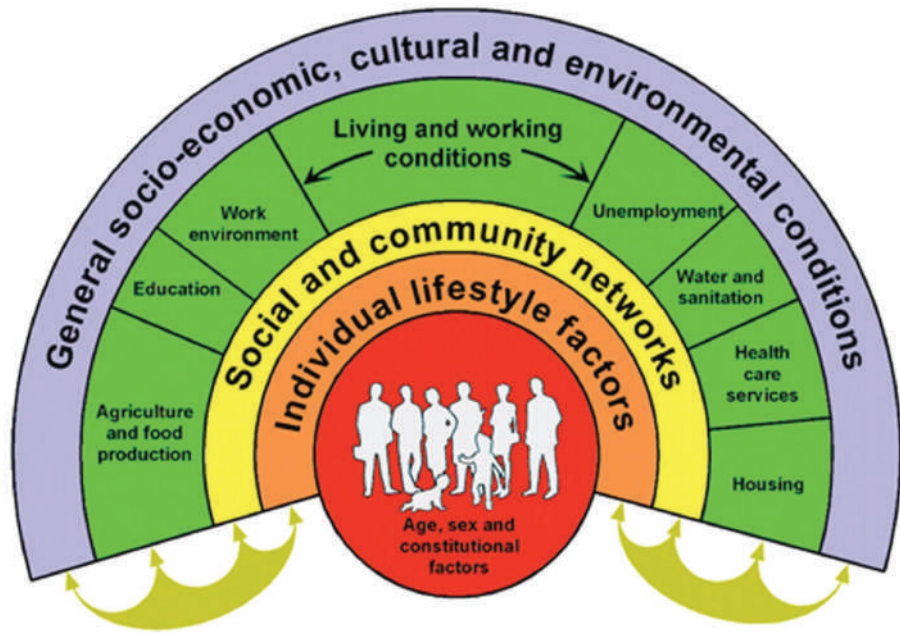 General socio-economic, cultural and environmental conditions
Living and working
conditions
Work
environment
Education
Agriculture
and food
production
Unemployment
Water and
sanitation
Health
care
services
Housing
Social and community networks
Individual lifestyle factors
Age, sex and
constitutional
factors